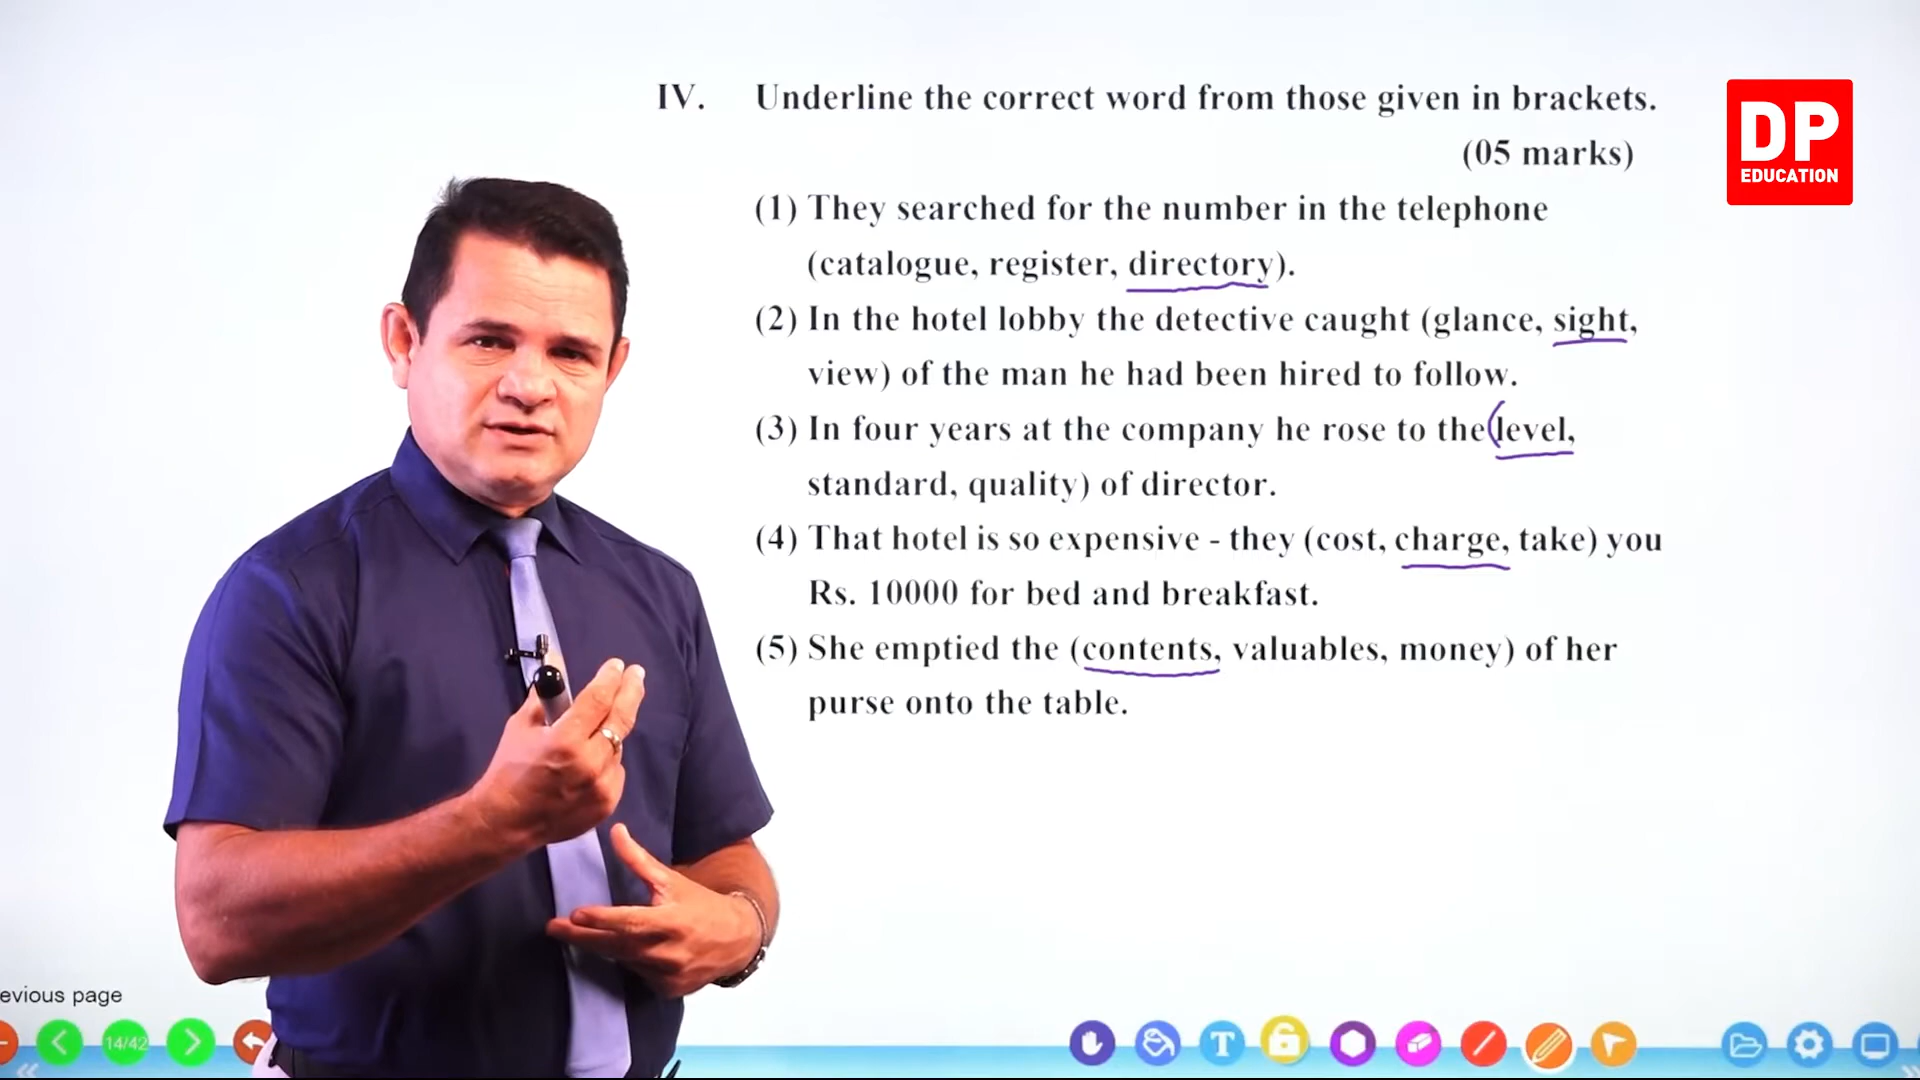 IV. Underline the correct word from those given in brackets.
(05 marks)
DP
EDUCATION
(1) They searched for the number in the telephone
(catalogue, register, directory).
(2) In the hotel lobby the detective caught (glance, sight,
view) of the man he had been hired to follow.
(3) In four years at the company he rose to the (level,
standard, quality) of director.
(4) That hotel is so expensive - they (cost, charge, take) you
Rs. 10000 for bed and breakfast.
(5) She emptied the (contents, valuables, money) of her
purse onto the table.
evious page
14/42
T